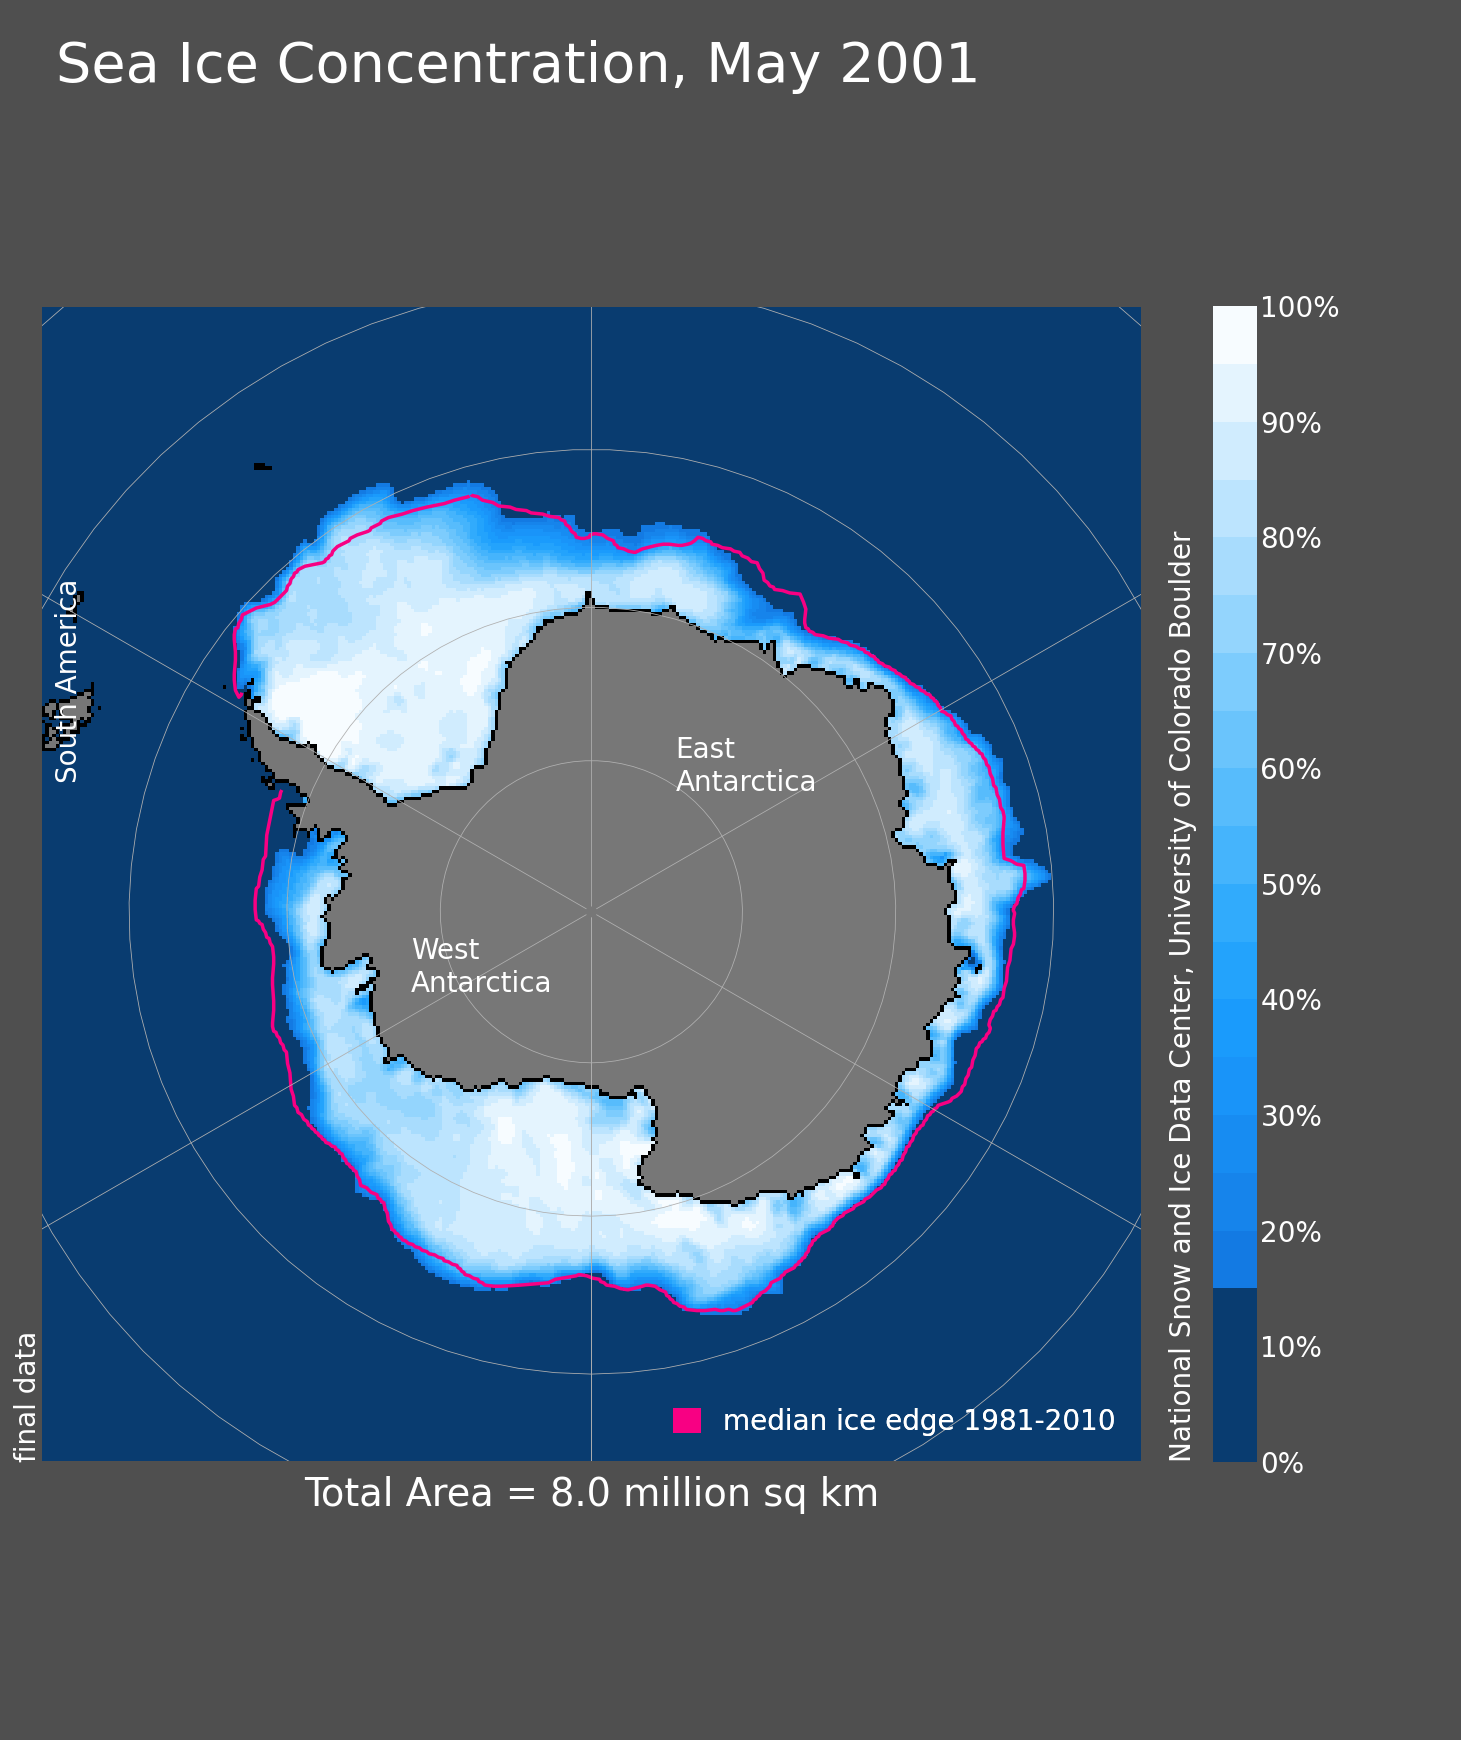 Sea Ice Concentration, May 2001
South America
East
Antarctica
West
Antarctica
median ice edge 1981-2010
final data
Total Area = 8.0 million sq km
National Snow and Ice Data Center, University of Colorado Boulder
100%
90%
80%
70%
60%
50%
40%
30%
20%
10%
0%